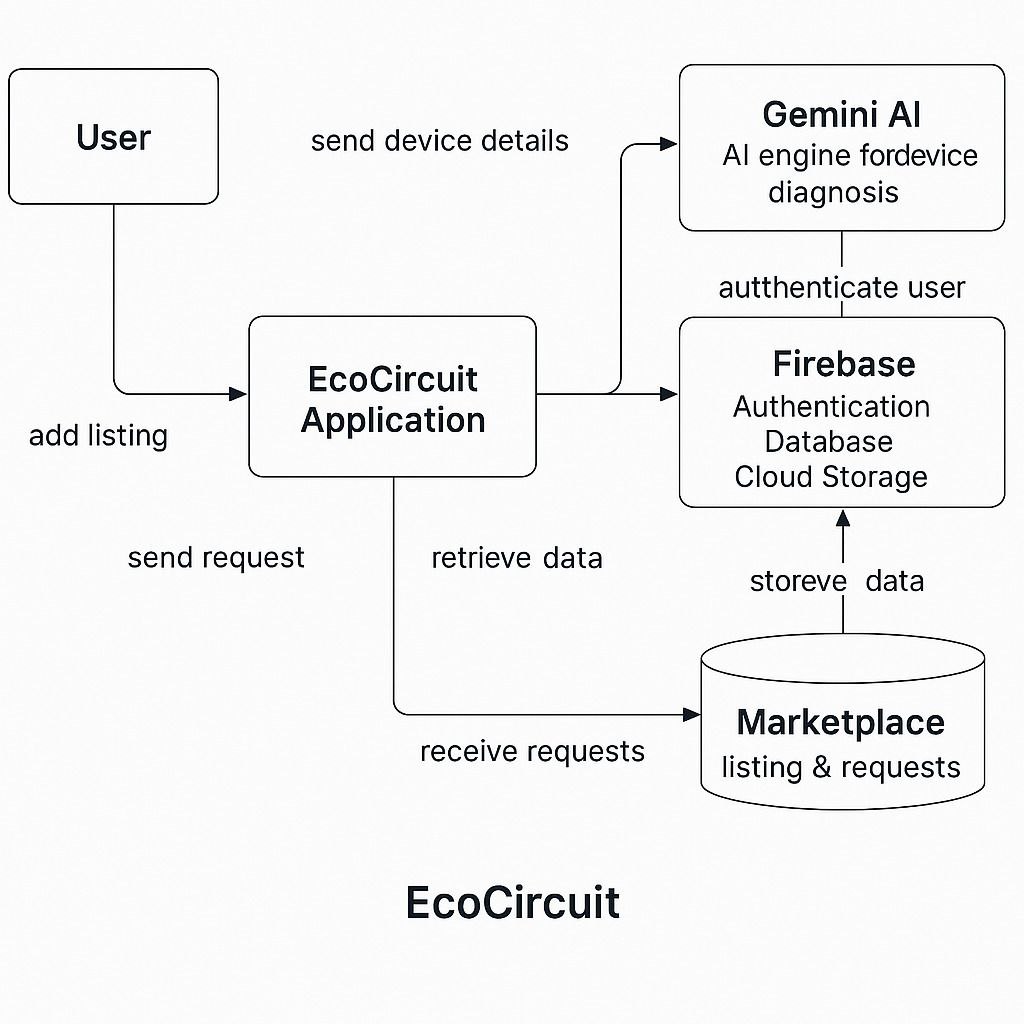 User
send device details
Gemini AI
AI engine fordevice
diagnosis
autthenticate user
EcoCircuit
Application
Firebase
Authentication
Database
Cloud Storage
add listing
send request
retrieve data
storeve data
Marketplace
listing & requests
receive requests
EcoCircuit